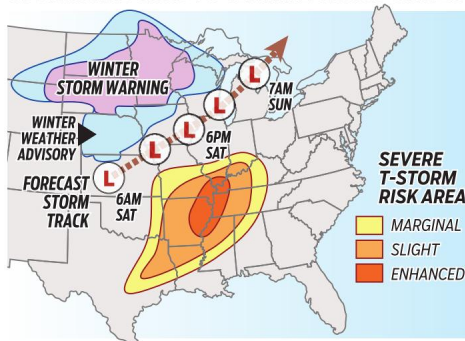 WINTER
STORM WARNING
WINTER
WEATHER
ADVISORY
FORECAST
STORM
TRACK
L
6AM
SAT
L
L
6PM
SAT
L
L
7AM
SUN
SEVERE
T-STORM
RISK AREA
MARGINAL
SLIGHT
ENHANCED